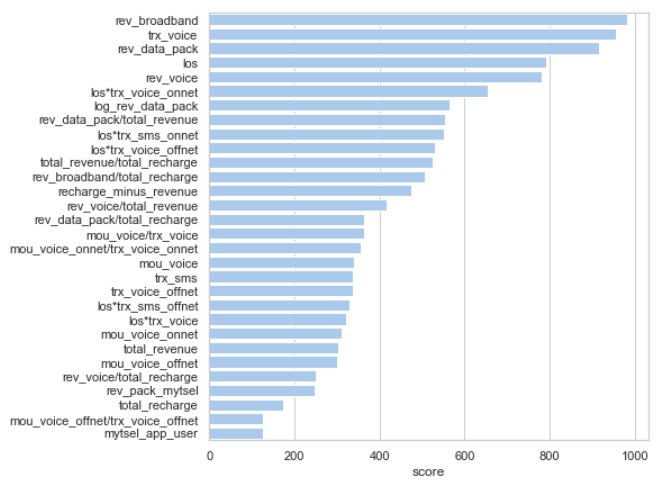 rev_broadband
trx_voice
rev_data_pack
los
rev_voice
los*trx_voice_onnet
log_rev_data_pack
rev_data_pack/total_revenue
los*trx_sms_onnet
los*trx_voice_offnet
total_revenue/total_recharge
rev_broadband/total_recharge
recharge_minus_revenue
rev_voice/total_revenue
rev_data_pack/total_recharge
mou_voice/trx_voice
mou_voice_onnet/trx_voice_onnet
mou_voice
trx_sms
trx_voice_offnet
los*trx_sms_offnet
los*trx_voice
mou_voice_onnet
total_revenue
mou_voice_offnet
rev_voice/total_recharge
rev_pack_mytsel
total_recharge
mou_voice_offnet/trx_voice_offnet
mytsel_app_user
0 200 400 600 800 1000
score